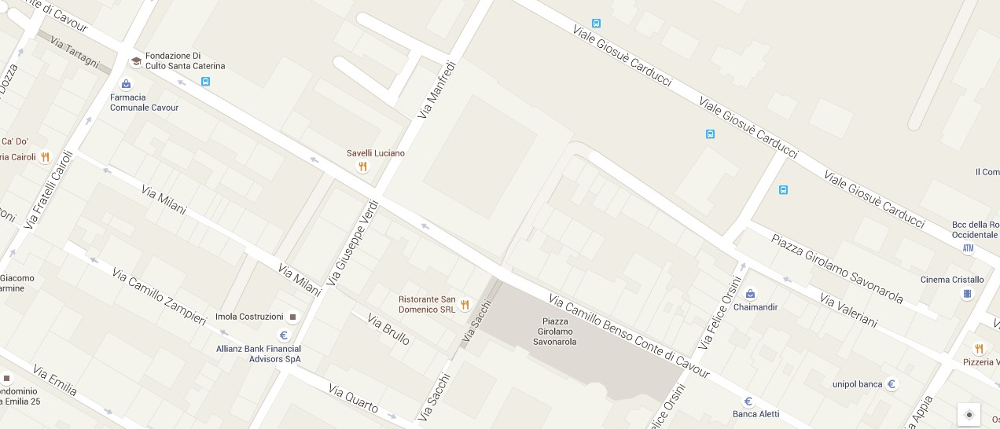 nte di Cavour
Via Tartagni
Fondazione Di
Culto Santa Caterina
Farmacia
Comunale Cavour
Dozza
Via Manfredi
Viale Giosuè Carducci
Viale Giosuè Carducci
Viale Giosuè Carducci
Ca' Do'
ria Cairoli
Via Fratelli Cairoli
Savelli Luciano
Via Milani
Via Giuseppe Verdi
Il Com
Bcc della Ro
Occidentale
ATM
Piazza Girolamo Savonarola
Cinema Cristallo
oni
Giacomo
armine
Via Camillo Zampieri
Via Milani
Ristorante San
Domenico SRL
Via Sacchi
Via Camillo Benso Conte di Cavour
Piazza
Girolamo
Savonarola
Via Felice Orsini
Chaimandir
Via Valeriani
Imola Costruzioni
Via Brullo
Allianz Bank Financial
Advisors SpA
Pizzeria V
Via Emilia
ondominio
a Emilia 25
Via Quarto
Via Sacchi
elice Orsini
unipol banca
Banca Aletti
a Appia
Os